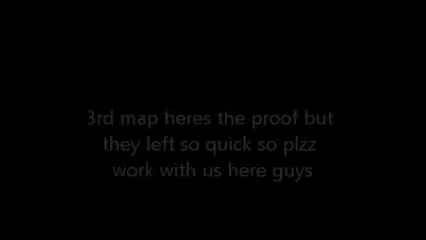 3rd map heres the proof but
they left so quick so plzz
work with us here guys